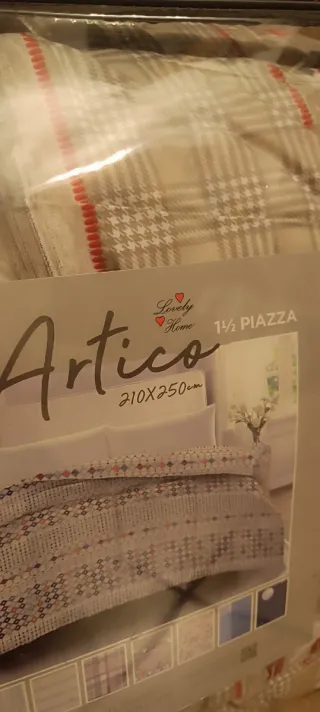 Lovely
Home
1½ PIAZZA
Artico
210X250cm